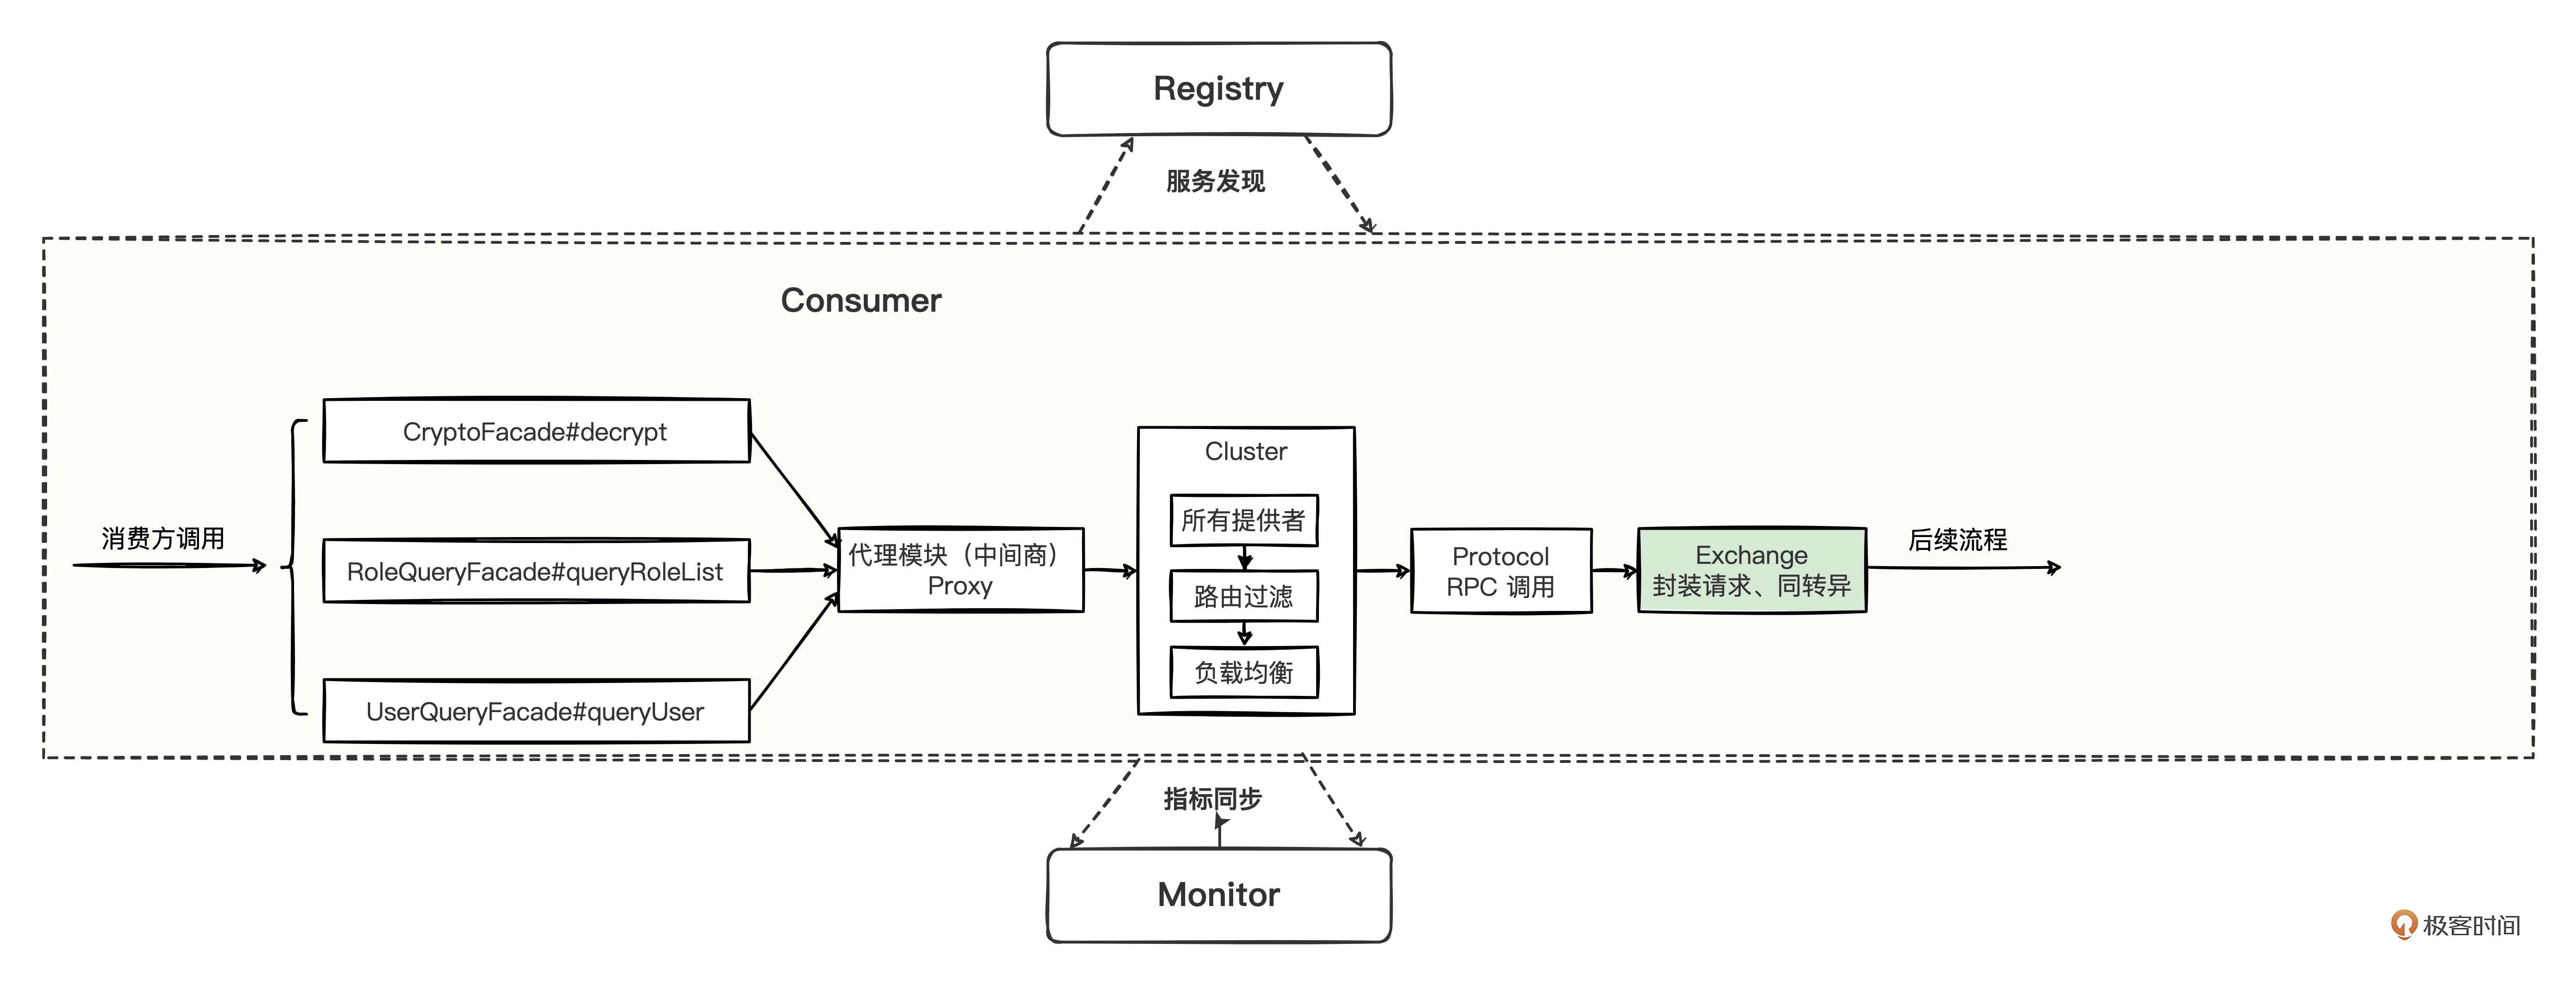 Registry
服务发现
Consumer
消费方调用
CryptoFacade#decrypt
RoleQueryFacade#queryRoleList
UserQueryFacade#queryUser
代理模块（中间商）
Proxy
Cluster
所有提供者
路由过滤
负载均衡
Protocol
RPC 调用
Exchange
封装请求、同转异
后续流程
指标同步
Monitor
极客时间